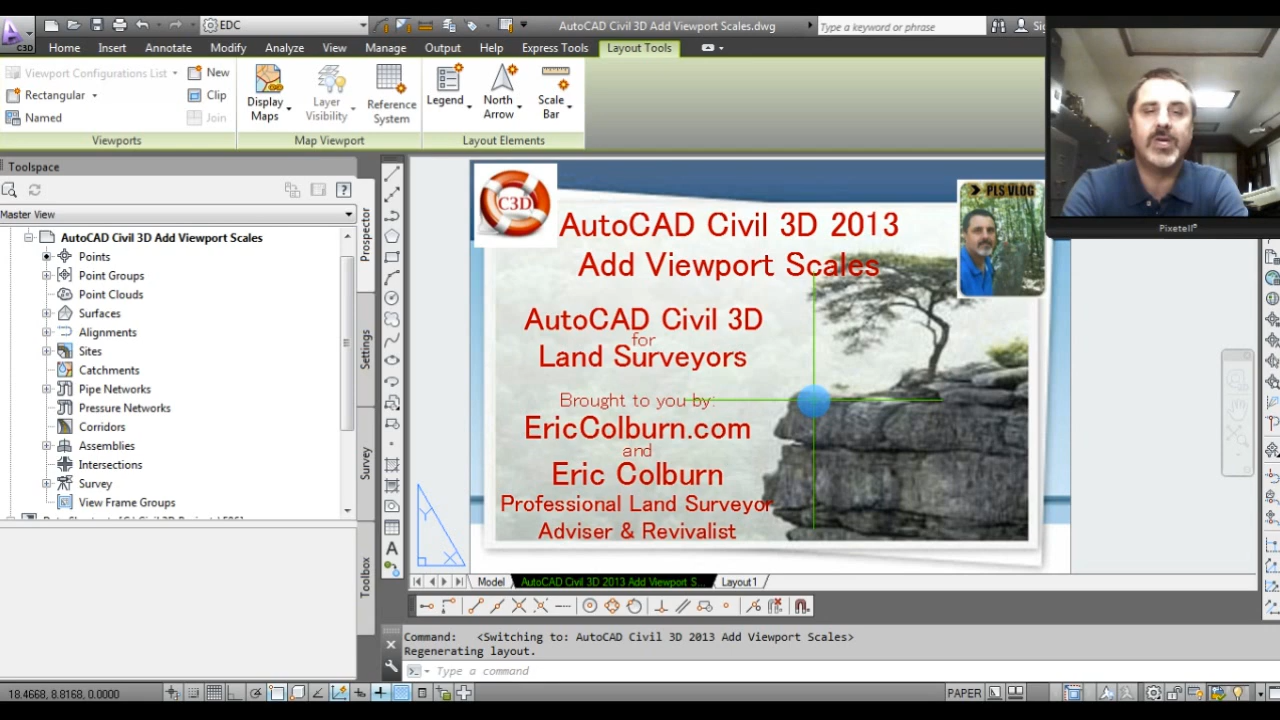 EDC
AutoCAD Civil 3D Add Viewport Scales.dwg
Type a keyword or phrase
C3D
Home Insert Annotate Modify Analyze View Manage Output Help Express Tools Layout Tools
Viewport Configurations List
New
Rectangular
Clip
Named
Join
Display
Maps
Layer
Visibility
Reference
System
Legend
North
Arrow
Scale
Bar
Viewports
Map Viewport
Layout Elements
Toolspace
Master View
AutoCAD Civil 3D Add Viewport Scales
Points
Point Groups
Point Clouds
Surfaces
Alignments
Sites
Catchments
Pipe Networks
Pressure Networks
Corridors
Assemblies
Intersections
Survey
View Frame Groups
Prospector
Settings
Survey
Toolbox
C3D
AutoCAD Civil 3D 2013
Add Viewport Scales
AutoCAD Civil 3D
for
Land Surveyors
Brought to you by:
EricColburn.com
and
Eric Colburn
Professional Land Surveyor
Adviser & Revivalist
PLS VLOG
Pixetell®
Y
X
Model
AutoCAD Civil 3D 2013 Add Viewport S...
Layout1
Command: <Switching to: AutoCAD Civil 3D 2013 Add Viewport Scales>
Regenerating layout.
Type a command
18.4668, 8.8168, 0.0000
PAPER